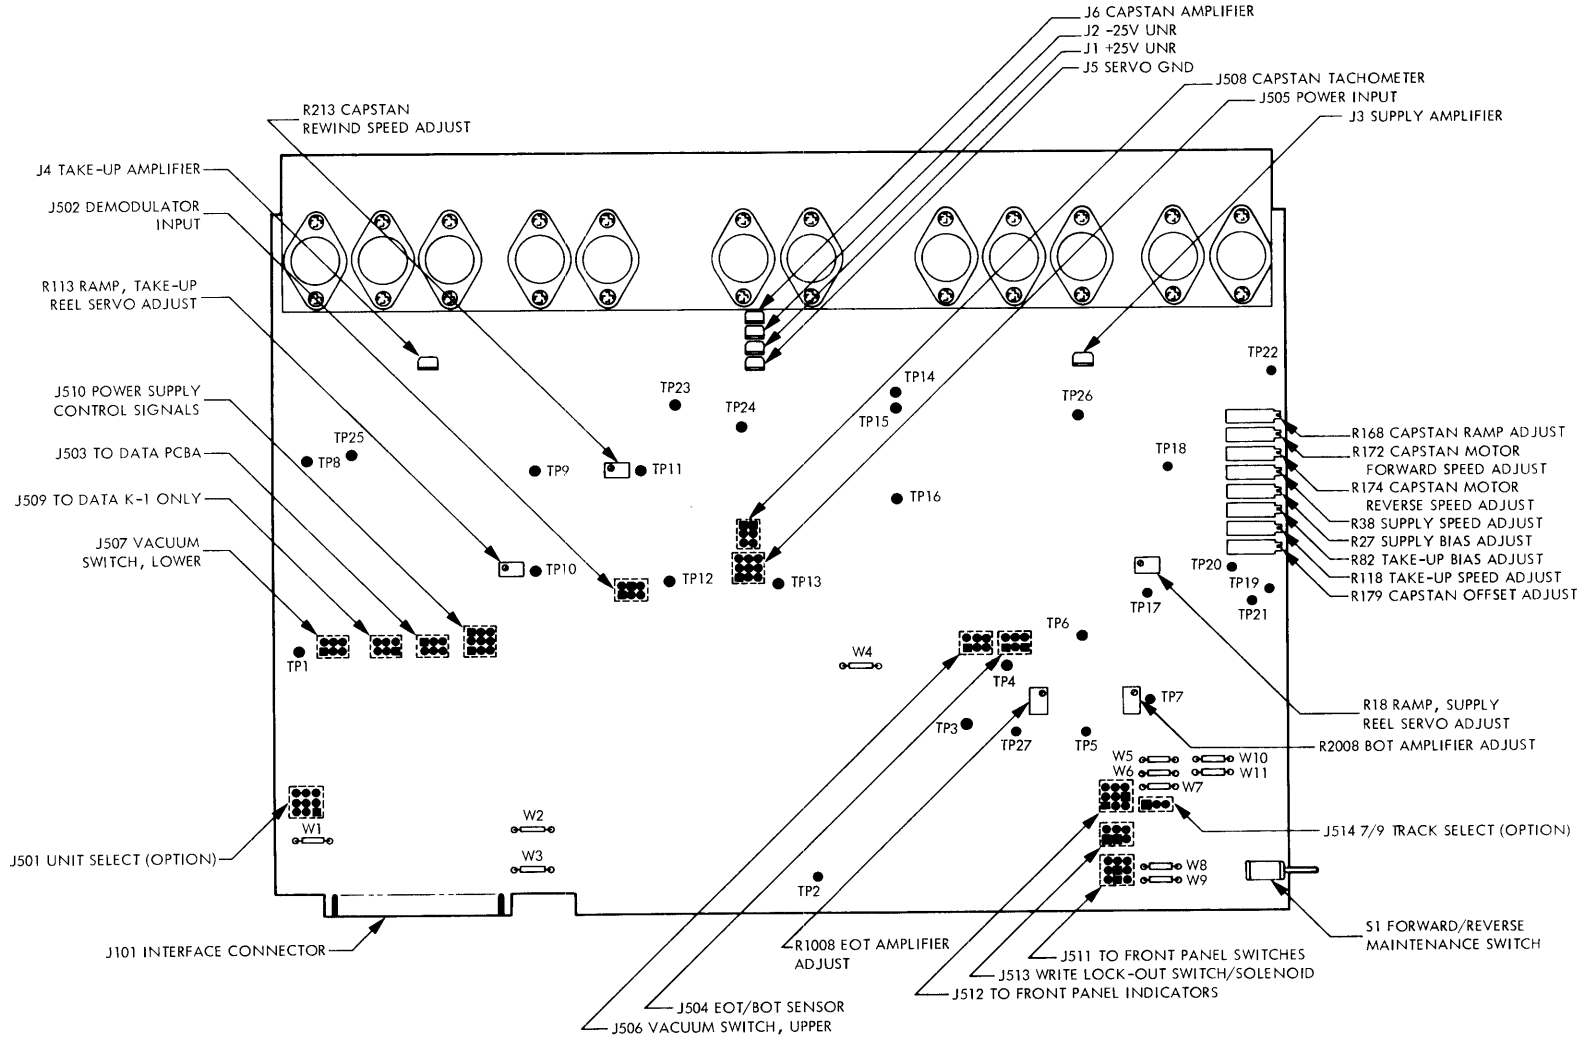 J6 CAPSTAN AMPLIFIER
J2 -25V UNR
J1 +25V UNR
J5 SERVO GND
J508 CAPSTAN TACHOMETER
J505 POWER INPUT
J3 SUPPLY AMPLIFIER
R213 CAPSTAN
REWIND SPEED ADJUST
J4 TAKE-UP AMPLIFIER
J502 DEMODULATOR
INPUT
R113 RAMP, TAKE-UP
REEL SERVO ADJUST
J510 POWER SUPPLY
CONTROL SIGNALS
J503 TO DATA PCBA
J509 TO DATA K-1 ONLY
J507 VACUUM
SWITCH, LOWER
TP22
TP23
TP14
TP24
TP15
TP26
TP25
TP8
TP9
TP11
TP18
TP16
R168 CAPSTAN RAMP ADJUST
R172 CAPSTAN MOTOR
FORWARD SPEED ADJUST
R174 CAPSTAN MOTOR
REVERSE SPEED ADJUST
R38 SUPPLY SPEED ADJUST
R27 SUPPLY BIAS ADJUST
R82 TAKE-UP BIAS ADJUST
R118 TAKE-UP SPEED ADJUST
R179 CAPSTAN OFFSET ADJUST
TP10
TP12
TP13
TP20
TP19
TP17
TP21
TP1
TP6
W4
TP4
TP7
TP3
TP27
TP5
R18 RAMP, SUPPLY
REEL SERVO ADJUST
R2008 BOT AMPLIFIER ADJUST
W5
W10
W6
W11
W7
J514 7/9 TRACK SELECT (OPTION)
W1
W2
W3
J501 UNIT SELECT (OPTION)
W8
W9
TP2
J101 INTERFACE CONNECTOR
R1008 EOT AMPLIFIER
ADJUST
S1 FORWARD/REVERSE
MAINTENANCE SWITCH
J511 TO FRONT PANEL SWITCHES
J513 WRITE LOCK-OUT SWITCH/SOLENOID
J512 TO FRONT PANEL INDICATORS
J504 EOT/BOT SENSOR
J506 VACUUM SWITCH, UPPER